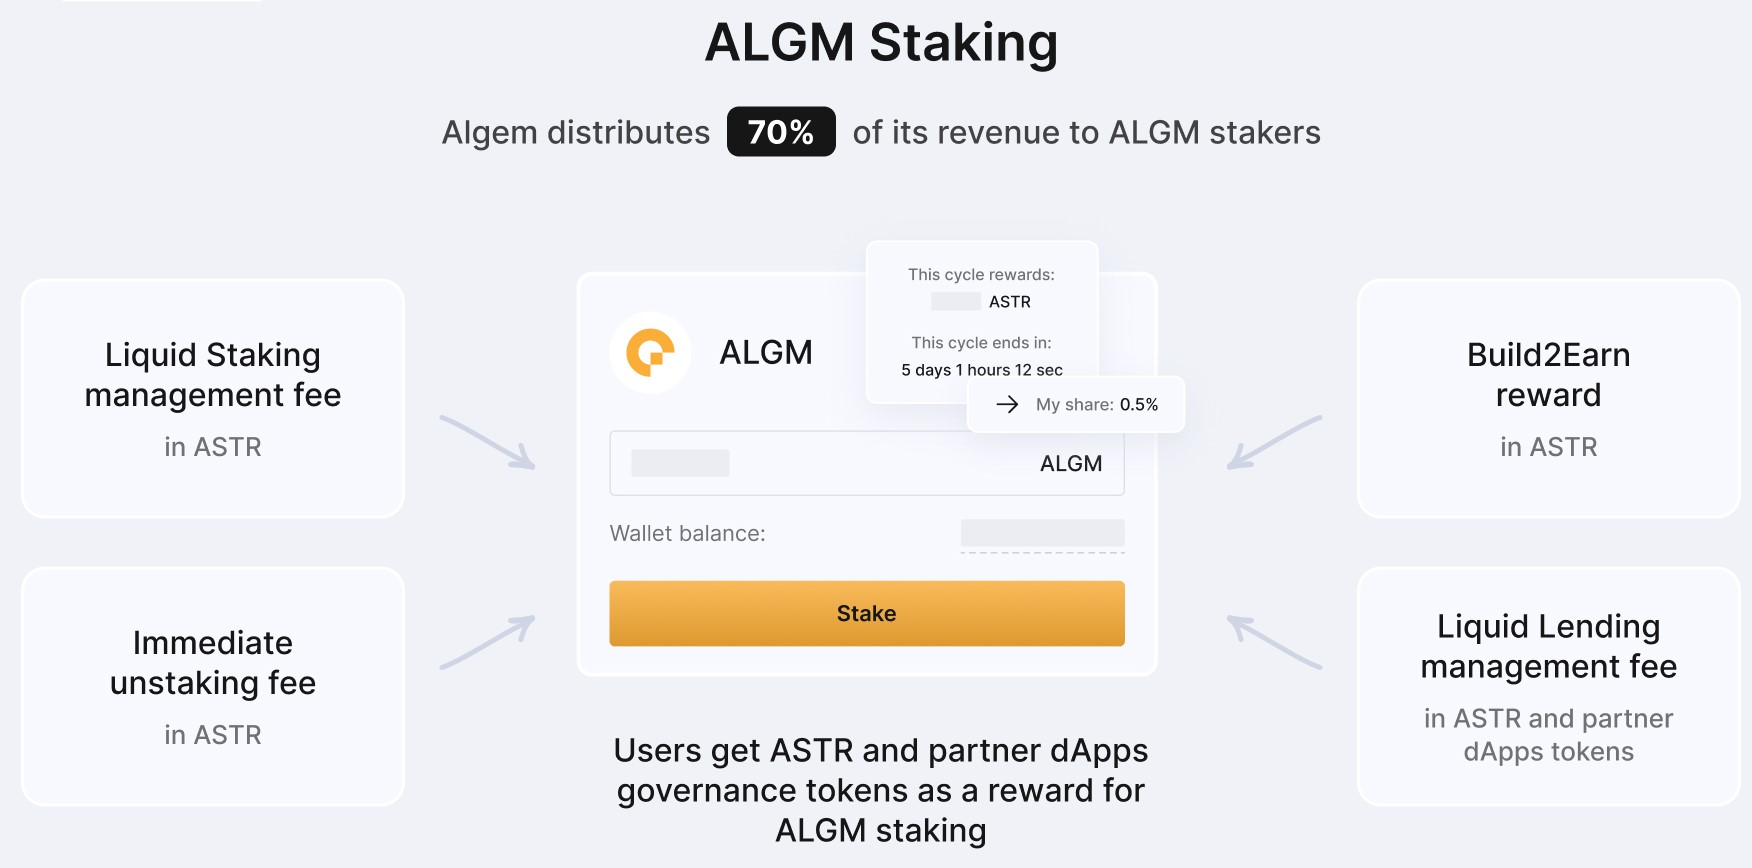 ALGM Staking
Algem distributes 70% of its revenue to ALGM stakers
Liquid Staking
management fee
in ASTR
Immediate
unstaking fee
in ASTR
ALGM
This cycle rewards:
ASTR
This cycle ends in:
5 days 1 hours 12 sec
My share: 0.5%
ALGM
Wallet balance:
Stake
Users get ASTR and partner dApps
governance tokens as a reward for
ALGM staking
Build2Earn
reward
in ASTR
Liquid Lending
management fee
in ASTR and partner
dApps tokens